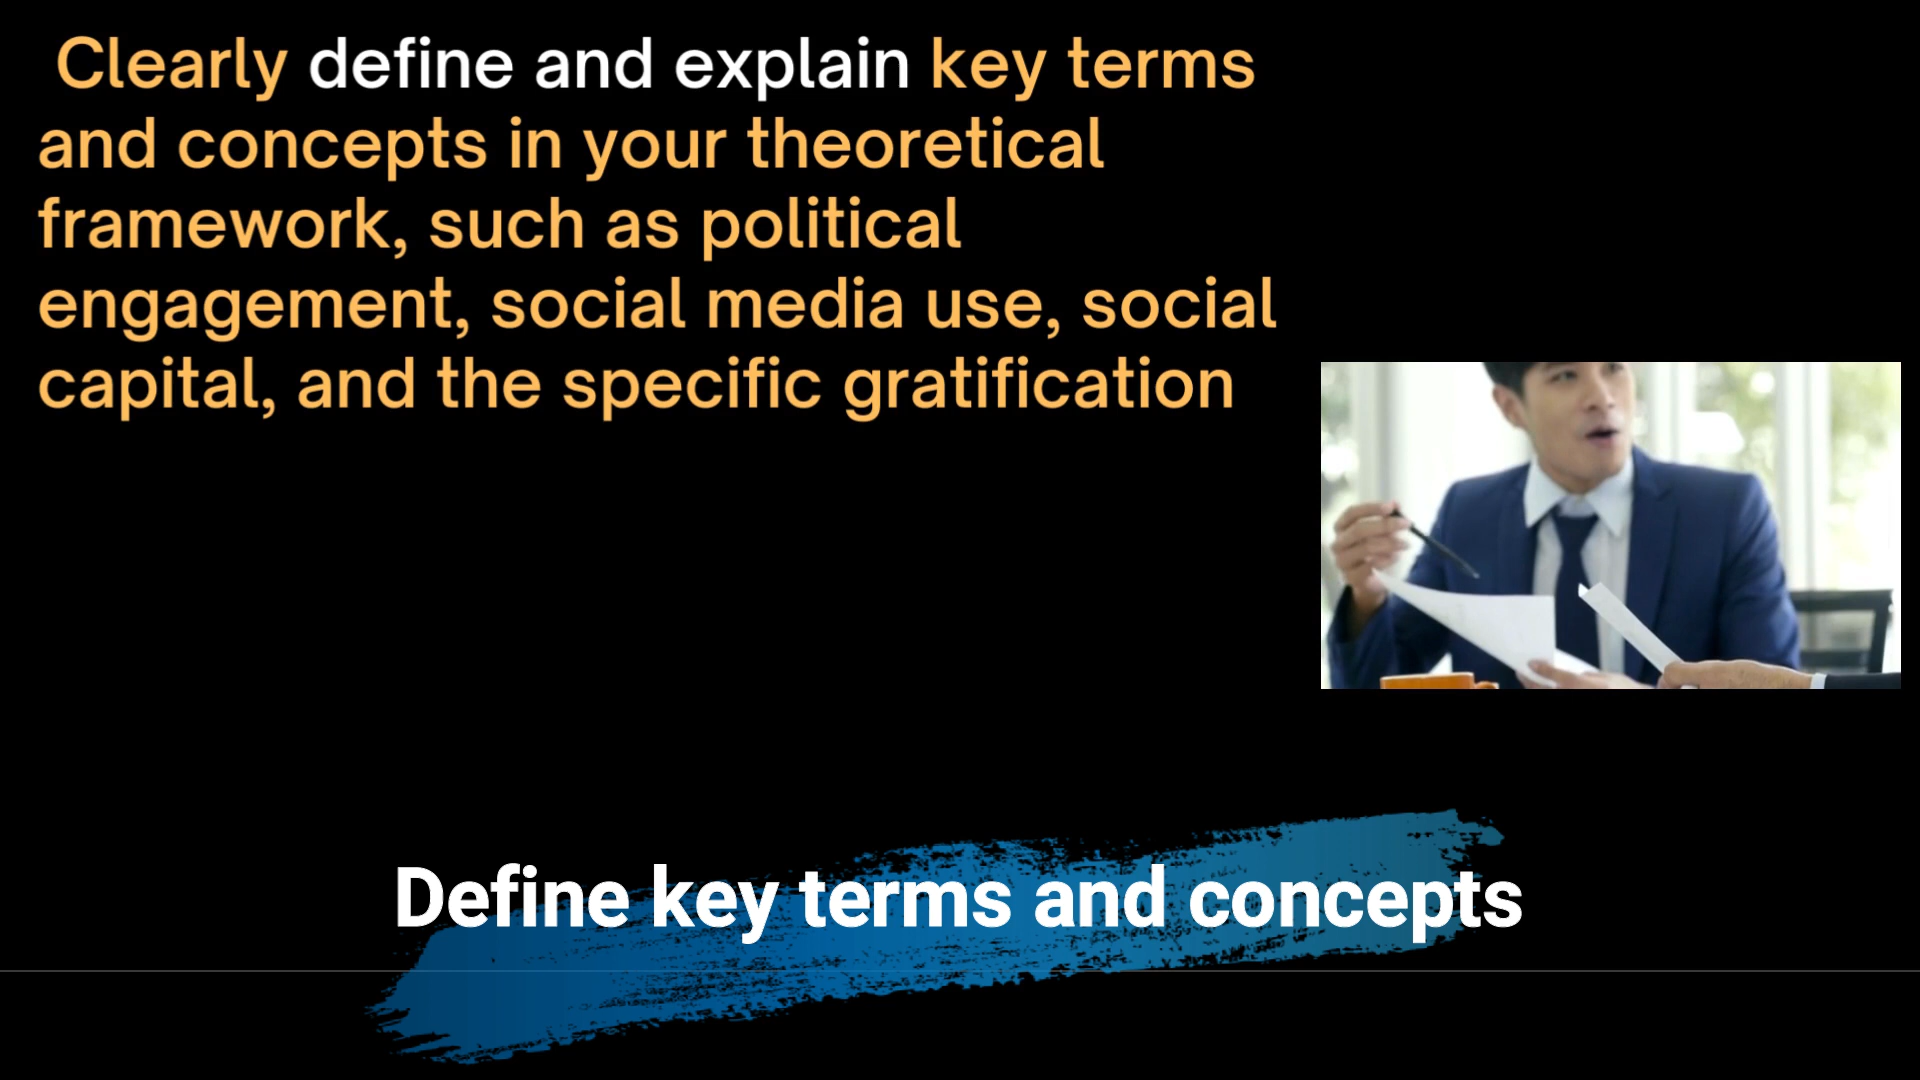 Clearly define and explain key terms
and concepts in your theoretical
framework, such as political
engagement, social media use, social
capital, and the specific gratification
Define key terms and concepts